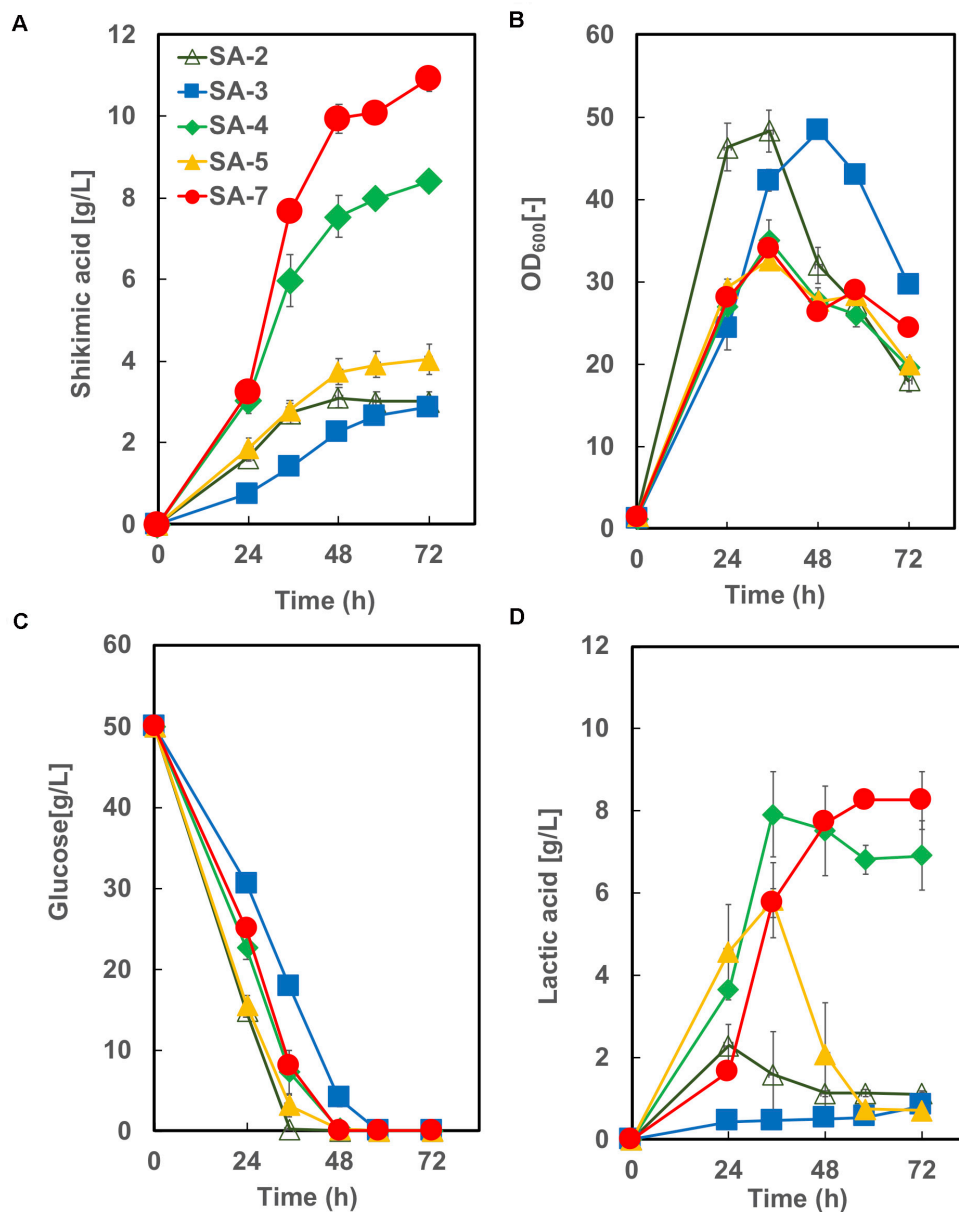 A
Shikimic acid [g/L]
12
10
8
6
4
2
0
SA-2
SA-3
SA-4
SA-5
SA-7
0 24 48 72
Time (h)
B
OD600[-]
60
50
40
30
20
10
0
0 24 48 72
Time (h)
C
Glucose[g/L]
60
50
40
30
20
10
0
0 24 48 72
Time (h)
D
Lactic acid [g/L]
12
10
8
6
4
2
0
0 24 48 72
Time (h)